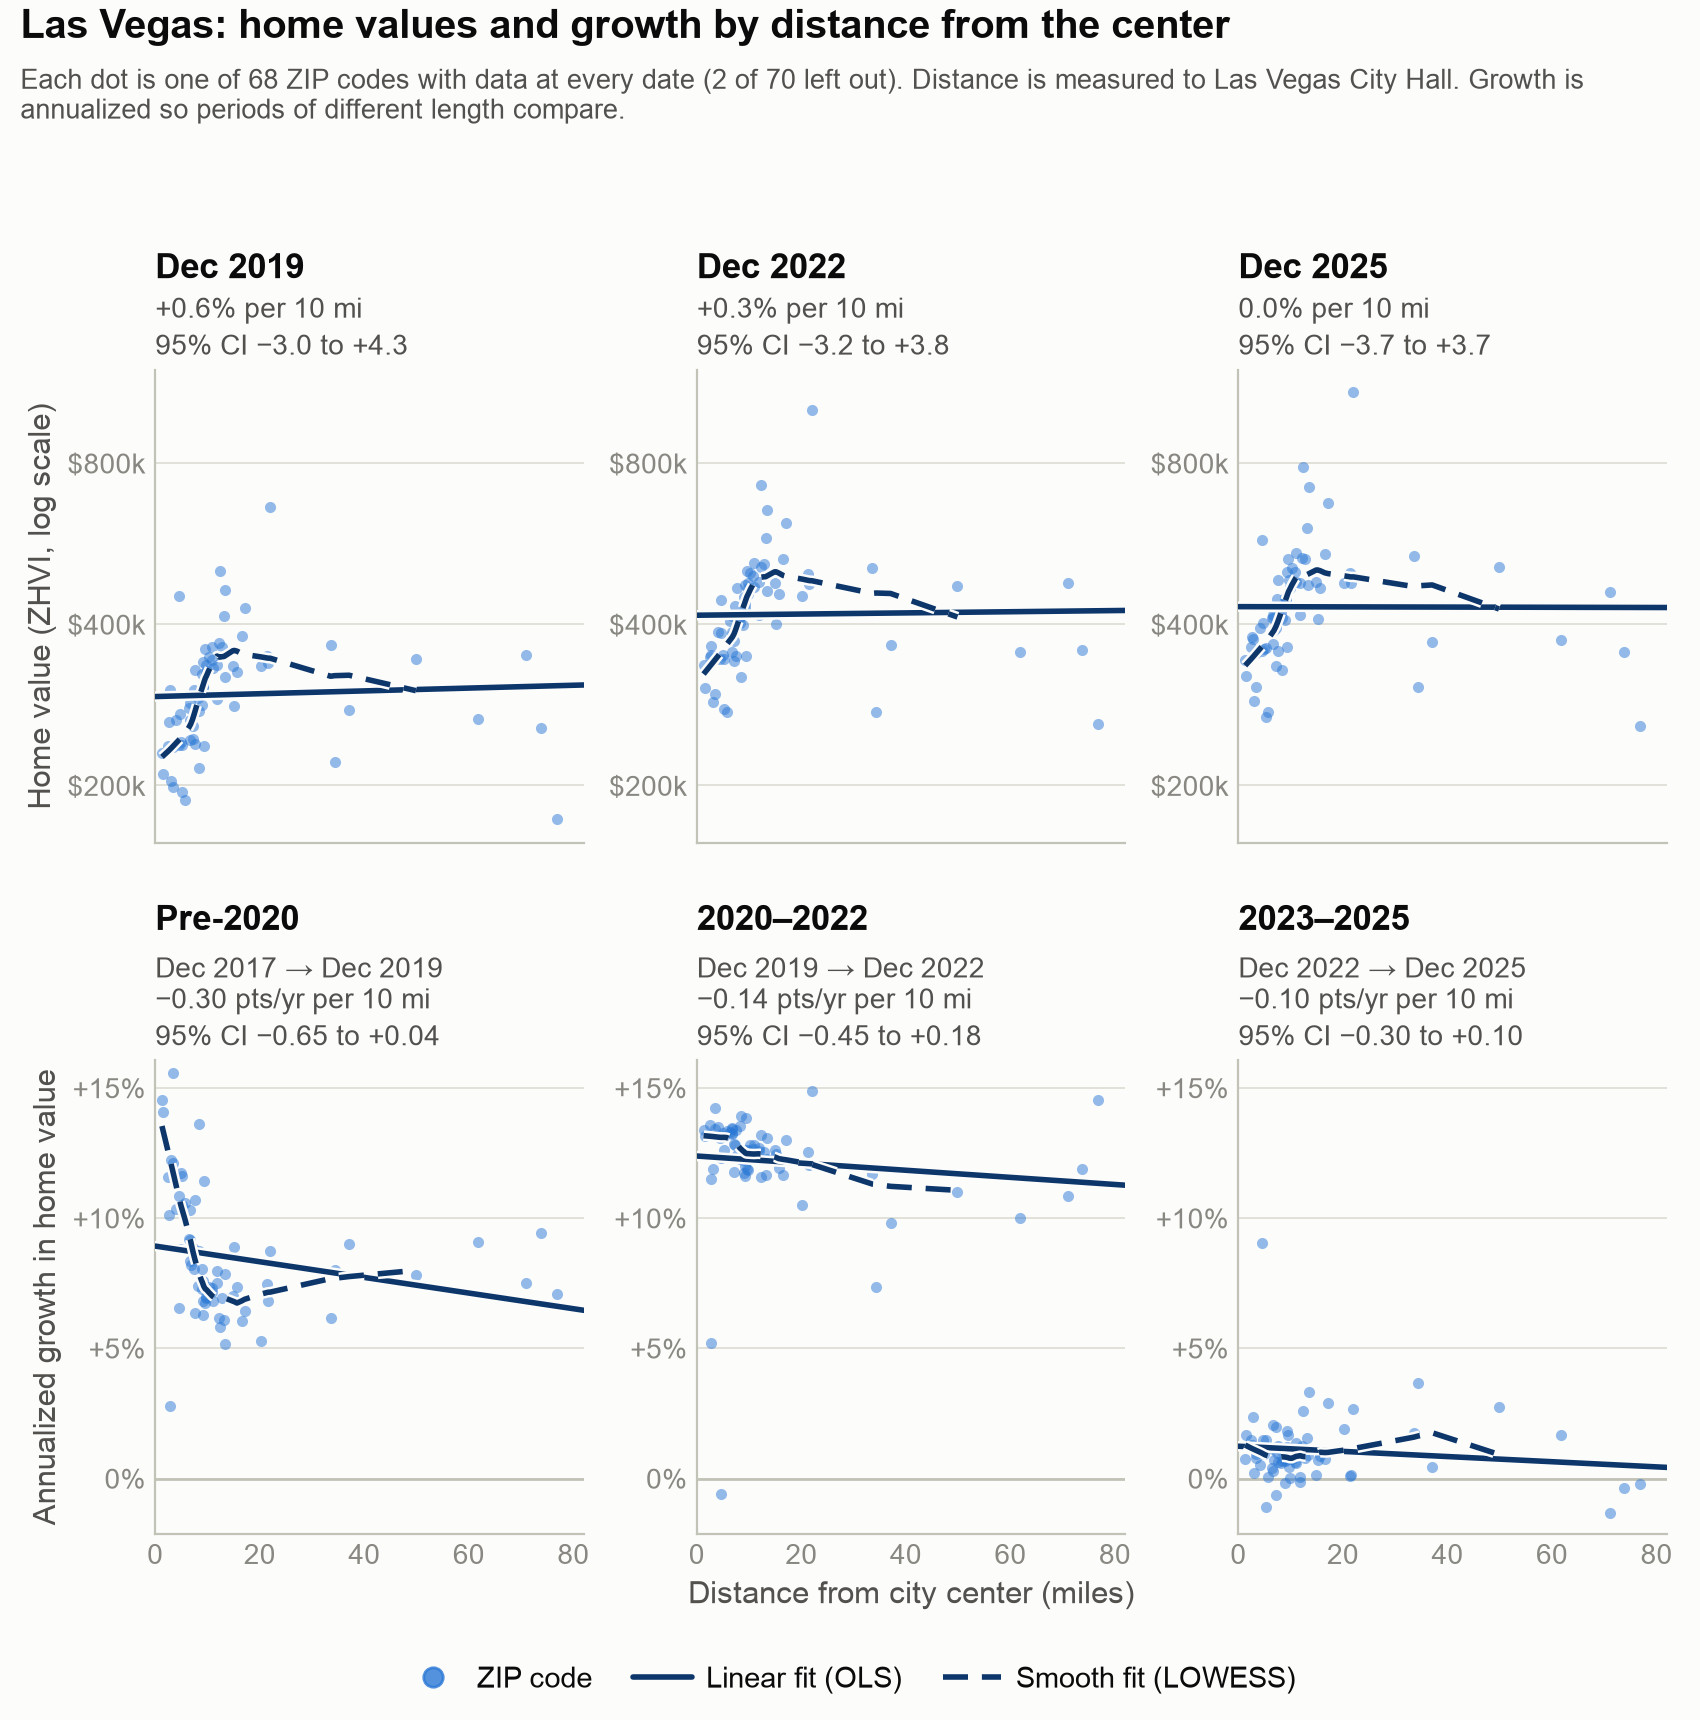 Las Vegas: home values and growth by distance from the center
Each dot is one of 68 ZIP codes with data at every date (2 of 70 left out). Distance is measured to Las Vegas City Hall. Growth is
annualized so periods of different length compare.
Dec 2019
+0.6% per 10 mi
95% CI −3.0 to +4.3
Dec 2022
+0.3% per 10 mi
95% CI −3.2 to +3.8
Dec 2025
0.0% per 10 mi
95% CI −3.7 to +3.7
Home value (ZHVI, log scale)
$800k
$400k
$200k
$800k
$400k
$200k
$800k
$400k
$200k
Pre-2020
Dec 2017 → Dec 2019
−0.30 pts/yr per 10 mi
95% CI −0.65 to +0.04
2020–2022
Dec 2019 → Dec 2022
−0.14 pts/yr per 10 mi
95% CI −0.45 to +0.18
2023–2025
Dec 2022 → Dec 2025
−0.10 pts/yr per 10 mi
95% CI −0.30 to +0.10
Annualized growth in home value
+15%
+10%
+5%
0%
+15%
+10%
+5%
0%
+15%
+10%
+5%
0%
0 20 40 60 80
0 20 40 60 80
0 20 40 60 80
Distance from city center (miles)
ZIP code
Linear fit (OLS)
Smooth fit (LOWESS)